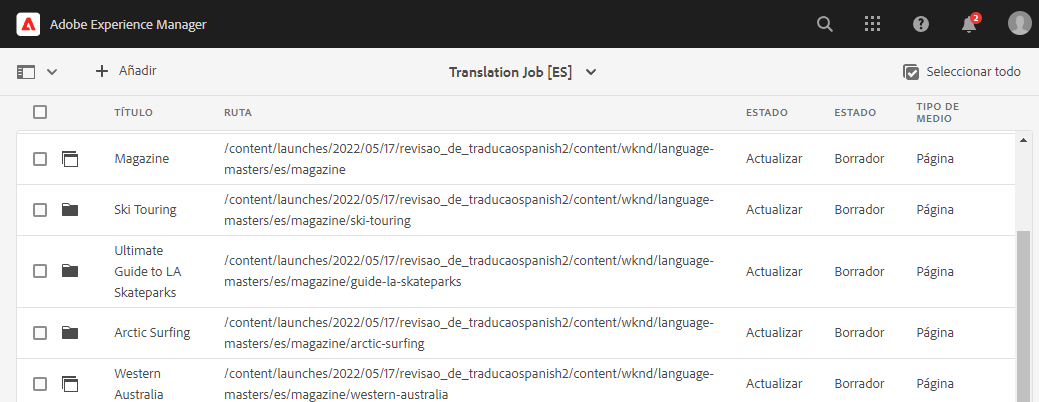 Adobe Experience Manager
2
Añadir
Translation Job [ES]
Seleccionar todo
TÍTULO RUTA ESTADO ESTADO TIPO DE
MEDIO
Magazine /content/launches/2022/05/17/revisao_de_traducaospanish2/content/wknd/language- Actualizar Borrador Página
masters/es/magazine
Ski Touring /content/launches/2022/05/17/revisao_de_traducaospanish2/content/wknd/language- Actualizar Borrador Página
masters/es/magazine/ski-touring
Ultimate
Guide to LA
Skateparks
/content/launches/2022/05/17/revisao_de_traducaospanish2/content/wknd/language- Actualizar Borrador Página
masters/es/magazine/guide-la-skateparks
Arctic Surfing /content/launches/2022/05/17/revisao_de_traducaospanish2/content/wknd/language- Actualizar Borrador Página
masters/es/magazine/arctic-surfing
Western
Australia
/content/launches/2022/05/17/revisao_de_traducaospanish2/content/wknd/language- Actualizar Borrador Página
masters/es/magazine/western-australia